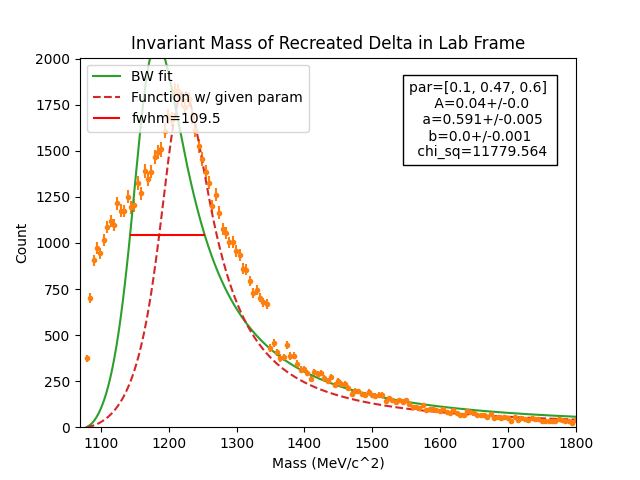 Invariant Mass of Recreated Delta in Lab Frame
BW fit
Function w/ given param
fwhm=109.5
par=[0.1, 0.47, 0.6]
A=0.04+/-0.0
a=0.591+/-0.005
b=0.0+/-0.001
chi_sq=11779.564
2000
1750
1500
1250
1000
750
500
250
0
Count
1100 1200 1300 1400 1500 1600 1700 1800
Mass (MeV/c^2)